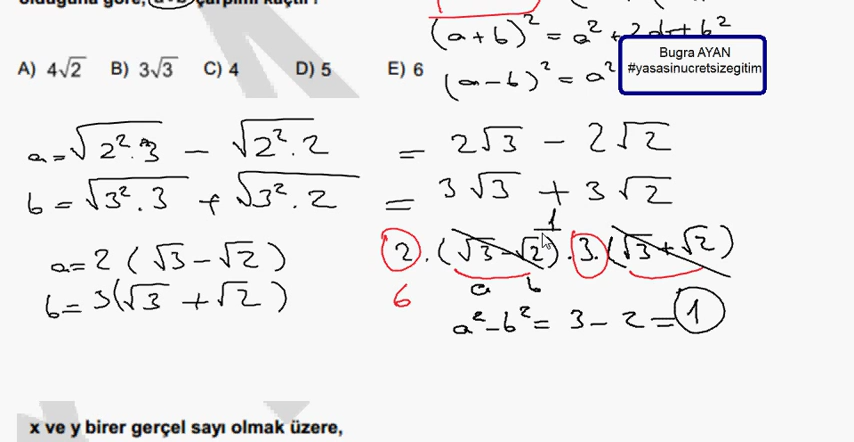 olduğuna göre, (a.b) çarpımı kaçtır?
(a+b)² = a² + 2ab + b²
A) 4√2 B) 3√3 C) 4 D) 5 E) 6
(a-b)² = a²
Bugra AYAN
#yasasinucretsizegitim
a = √2².3 - √2².2 = 2√3 - 2√2
b = √3².3 + √3².2 = 3√3 + 3√2
1
a = 2(√3 - √2)
2.(√3 - √2).3.(√3 + √2)
b = 3(√3 + √2)
6 a b
a² - b² = 3 - 2 = 1
x ve y birer gerçel sayı olmak üzere,